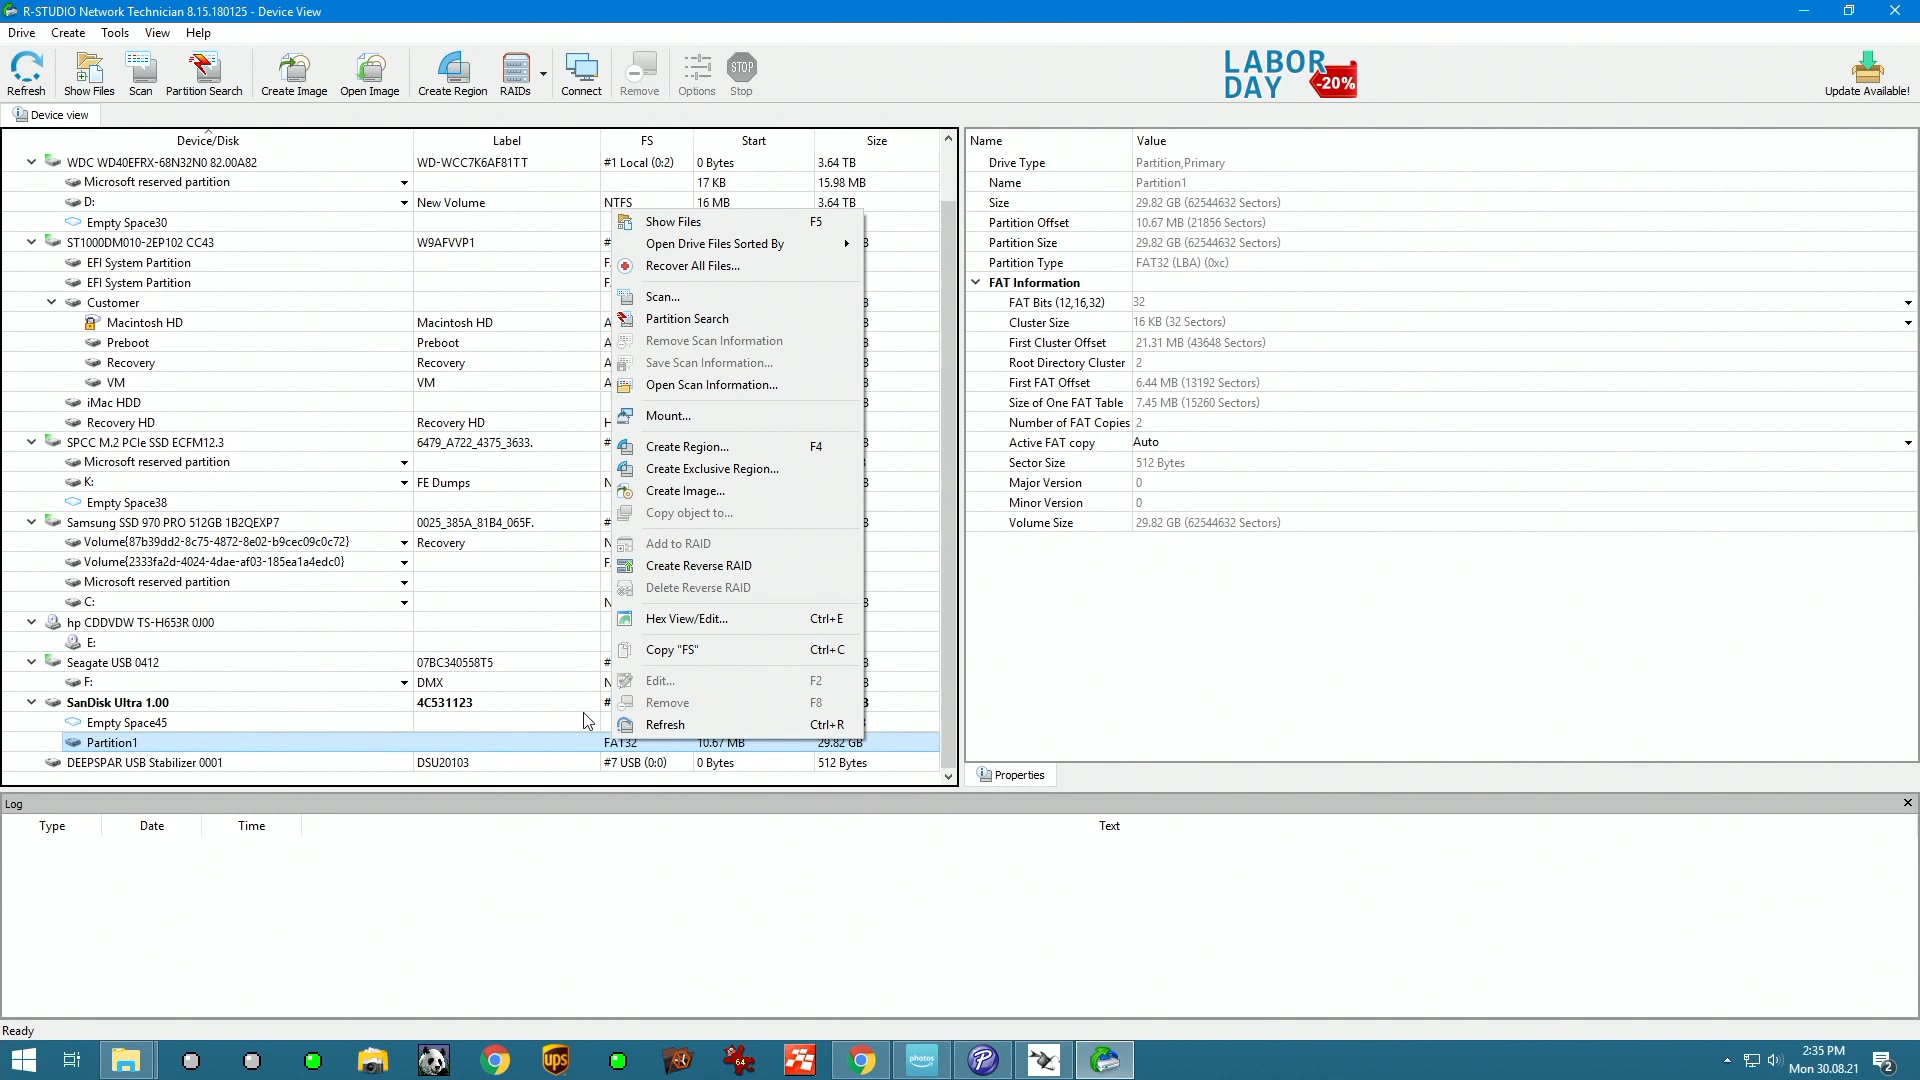 R-STUDIO Network Technician 8.15.180125 - Device View
Drive Create Tools View Help
Refresh Show Files Scan Partition Search Create Image Open Image Create Region RAIDs Connect Remove Options STOP Stop LABOR DAY -20% Update Available!
Device view
Device/Disk Label FS Start Size
WDC WD40EFRX-68N32N0 82.00A82 WD-WCC7K6AF81TT #1 Local (0:2) 0 Bytes 3.64 TB
Microsoft reserved partition 17 KB 15.98 MB
D: New Volume NTFS 16 MB 3.64 TB
Empty Space30
ST1000DM010-2EP102 CC43 W9AFVVP1 #
EFI System Partition F
EFI System Partition F
Customer
Macintosh HD Macintosh HD A
Preboot Preboot A
Recovery Recovery A
VM VM A
iMac HDD
Recovery HD Recovery HD H
SPCC M.2 PCIe SSD ECFM12.3 6479_A722_4375_3633. #
Microsoft reserved partition
K: FE Dumps N
Empty Space38
Samsung SSD 970 PRO 512GB 1B2QEXP7 0025_385A_81B4_065F. #
Volume{87b39dd2-8c75-4872-8e02-b9cec09c0c72} Recovery N
Volume{2333fa2d-4024-4dae-af03-185ea1a4edc0} F
Microsoft reserved partition
C: N
hp CDDVDW TS-H653R 0J00
E:
Seagate USB 0412 07BC340558T5 #
F: DMX N
SanDisk Ultra 1.00 4C531123 #
Empty Space45
Partition1 FAT32 10.67 MB 29.82 GB
DEEPSPAR USB Stabilizer 0001 DSU20103 #7 USB (0:0) 0 Bytes 512 Bytes
Show Files F5
Open Drive Files Sorted By
Recover All Files...
Scan...
Partition Search
Remove Scan Information
Save Scan Information...
Open Scan Information...
Mount...
Create Region... F4
Create Exclusive Region...
Create Image...
Copy object to...
Add to RAID
Create Reverse RAID
Delete Reverse RAID
Hex View/Edit... Ctrl+E
Copy "FS" Ctrl+C
Edit... F2
Remove F8
Refresh Ctrl+R
Name Value
Drive Type Partition,Primary
Name Partition1
Size 29.82 GB (62544632 Sectors)
Partition Offset 10.67 MB (21856 Sectors)
Partition Size 29.82 GB (62544632 Sectors)
Partition Type FAT32 (LBA) (0xc)
FAT Information
FAT Bits (12,16,32) 32
Cluster Size 16 KB (32 Sectors)
First Cluster Offset 21.31 MB (43648 Sectors)
Root Directory Cluster 2
First FAT Offset 6.44 MB (13192 Sectors)
Size of One FAT Table 7.45 MB (15260 Sectors)
Number of FAT Copies 2
Active FAT copy Auto
Sector Size 512 Bytes
Major Version 0
Minor Version 0
Volume Size 29.82 GB (62544632 Sectors)
Properties
Log
Type Date Time Text
Ready
ups 64 photos P
2:35 PM
Mon 30.08.21
2